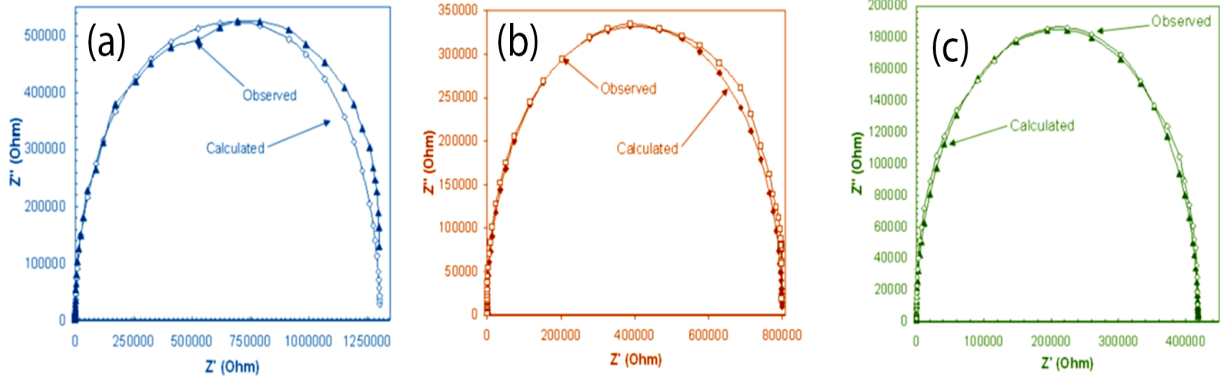 (a)
500000
400000
300000
200000
100000
0
Z'' (Ohm)
Observed
Calculated
0
250000
500000
750000
1000000
1250000
Z' (Ohm)
(b)
350000
300000
250000
200000
150000
100000
50000
0
Z'' (Ohm)
Observed
Calculated
0
200000
400000
600000
800000
Z' (Ohm)
(c)
200000
180000
160000
140000
120000
100000
80000
60000
40000
20000
0
Z'' (Ohm)
Observed
Calculated
0
100000
200000
300000
400000
Z' (Ohm)